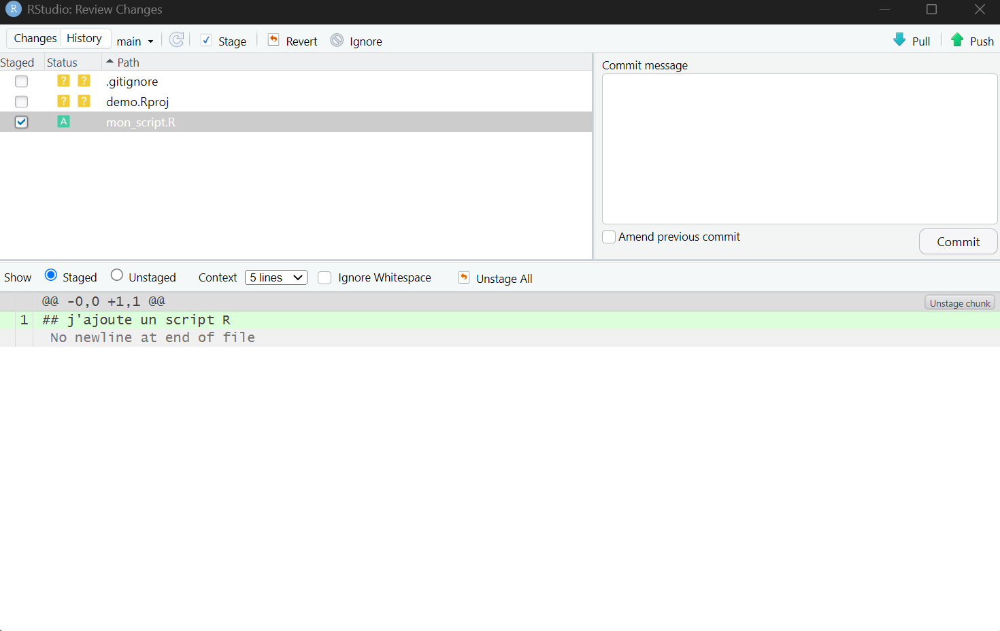 R RStudio: Review Changes
Changes History main Stage Revert Ignore Pull Push
Staged Status Path
? ? .gitignore
? ? demo.Rproj
A mon_script.R
Commit message
Amend previous commit Commit
Show Staged Unstaged Context 5 lines Ignore Whitespace Unstage All
@@ -0,0 +1,1 @@ Unstage chunk
1 ## j'ajoute un script R
No newline at end of file